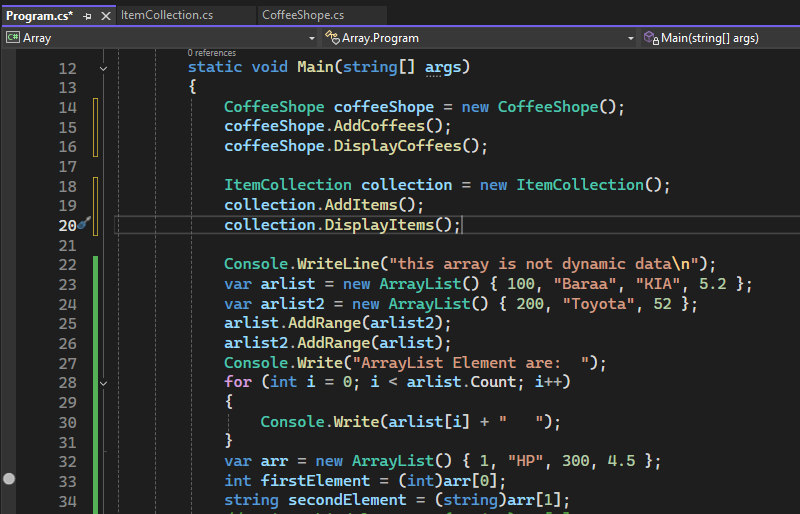 Program.cs* ItemCollection.cs CoffeeShope.cs
C# Array Array.Program Main(string[] args)
0 references
12 static void Main(string[] args)
13 {
14 CoffeeShope coffeeShope = new CoffeeShope();
15 coffeeShope.AddCoffees();
16 coffeeShope.DisplayCoffees();
17
18 ItemCollection collection = new ItemCollection();
19 collection.AddItems();
20 collection.DisplayItems();
21
22 Console.WriteLine("this array is not dynamic data\n");
23 var arlist = new ArrayList() { 100, "Baraa", "KIA", 5.2 };
24 var arlist2 = new ArrayList() { 200, "Toyota", 52 };
25 arlist.AddRange(arlist2);
26 arlist2.AddRange(arlist);
27 Console.Write("ArrayList Element are:  ");
28 for (int i = 0; i < arlist.Count; i++)
29 {
30 Console.Write(arlist[i] + "   ");
31 }
32 var arr = new ArrayList() { 1, "HP", 300, 4.5 };
33 int firstElement = (int)arr[0];
34 string secondElement = (string)arr[1];